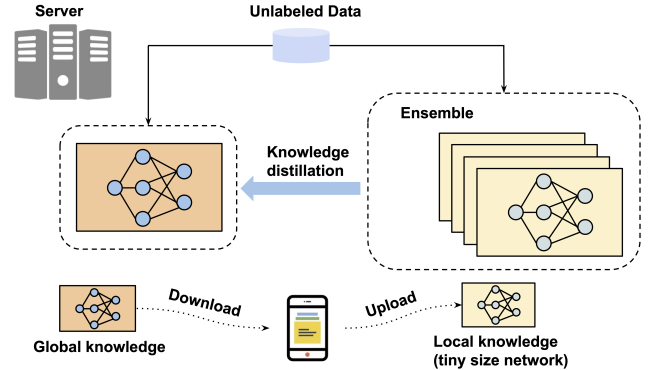 Server
Unlabeled Data
Ensemble
Knowledge
distillation
Download
Upload
Global knowledge
Local knowledge
(tiny size network)